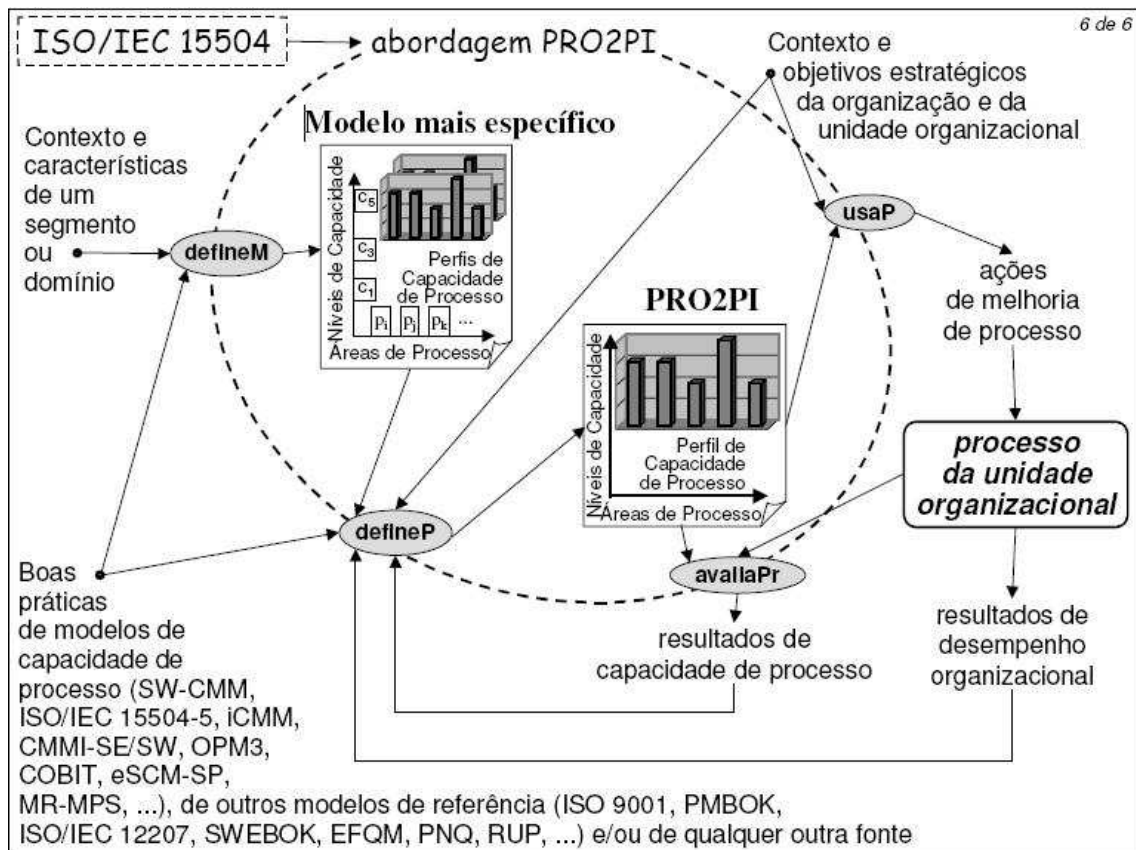 6 de 6
ISO/IEC 15504
abordagem PRO2PI
Contexto e
objetivos estratégicos
da organização e da
unidade organizacional
Contexto e
características
de um
segmento
ou
domínio
Modelo mais específico
Níveis de Capacidade
C5
C3
C1
Perfis de
Capacidade
de Processo
Pi
Pj
Pk
...
Áreas de Processo
defineM
usaP
ações
de melhoria
de processo
PRO2PI
Níveis de Capacidade
Perfil de
Capacidade
de Processo
Áreas de Processo
processo
da unidade
organizacional
defineP
avaliaPr
resultados de
capacidade de processo
resultados de
desempenho
organizacional
Boas
práticas
de modelos de
capacidade de
processo (SW-CMM,
ISO/IEC 15504-5, iCMM,
CMMI-SE/SW, OPM3,
COBIT, eSCM-SP,
MR-MPS, ...), de outros modelos de referência (ISO 9001, PMBOK,
ISO/IEC 12207, SWEBOK, EFQM, PNQ, RUP, ...) e/ou de qualquer outra fonte